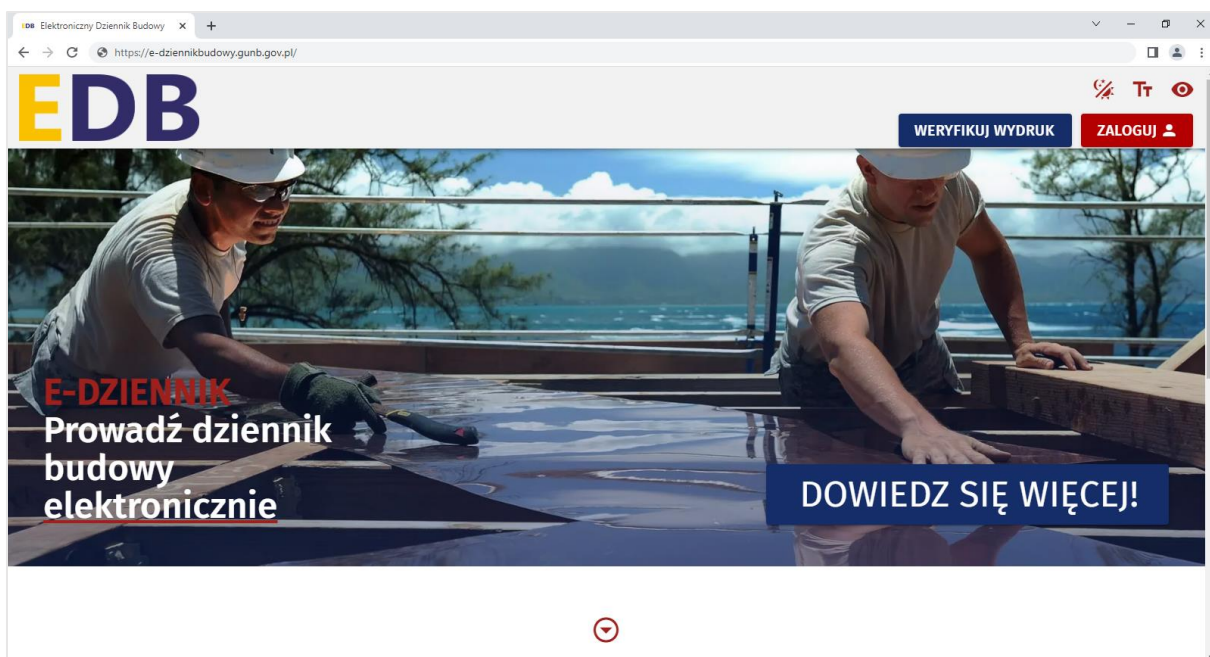 EDB Elektroniczny Dziennik Budowy
https://e-dziennikbudowy.gunb.gov.pl/
EDB
TT
WERYFIKUJ WYDRUK
ZALOGUJ
E-DZIENNIK
Prowadź dziennik
budowy
elektronicznie
DOWIEDZ SIĘ WIĘCEJ!